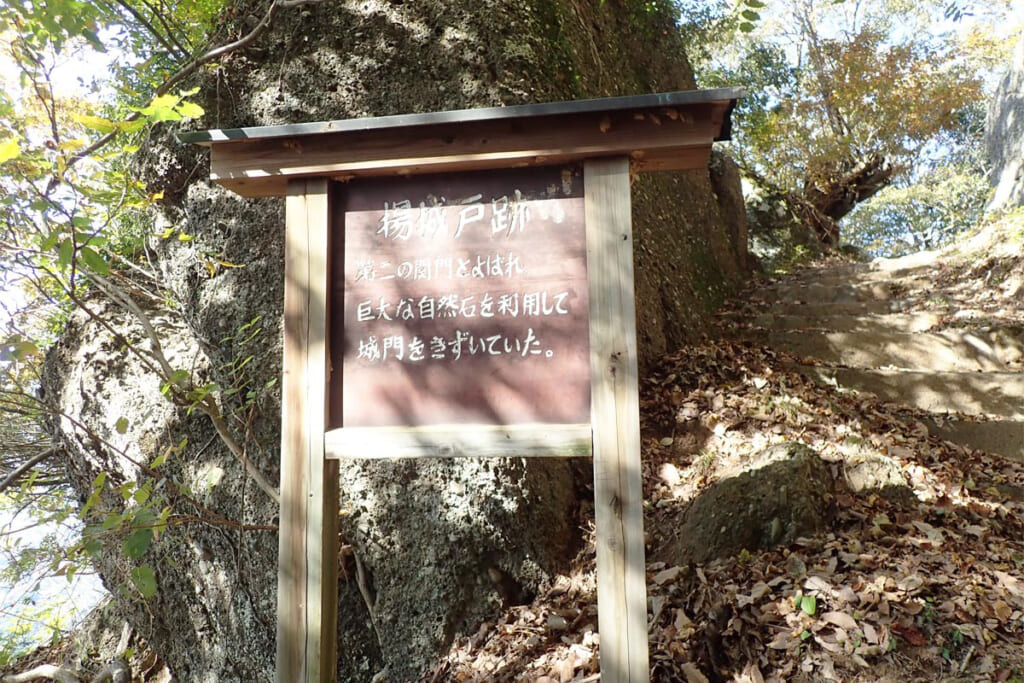 揚城戸跡
第二の関門とよばれ
巨大な自然石を利用して
城門をきずいていた。